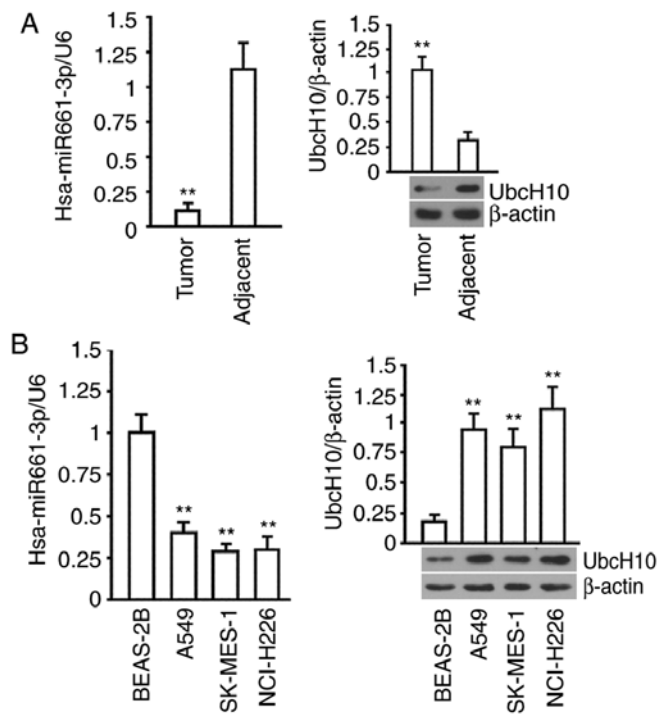 A
Hsa-miR661-3p/U6
1.5
1.25
1
0.75
0.5
0.25
0
**
Tumor
Adjacent
UbcH10/β-actin
1.5
1.25
1
0.75
0.5
0.25
0
**
UbcH10
β-actin
Tumor
Adjacent
B
Hsa-miR661-3p/U6
1.5
1.25
1
0.75
0.5
0.25
0
**
**
**
BEAS-2B
A549
SK-MES-1
NCI-H226
UbcH10/β-actin
1.5
1.25
1
0.75
0.5
0.25
0
**
**
**
UbcH10
β-actin
BEAS-2B
A549
SK-MES-1
NCI-H226